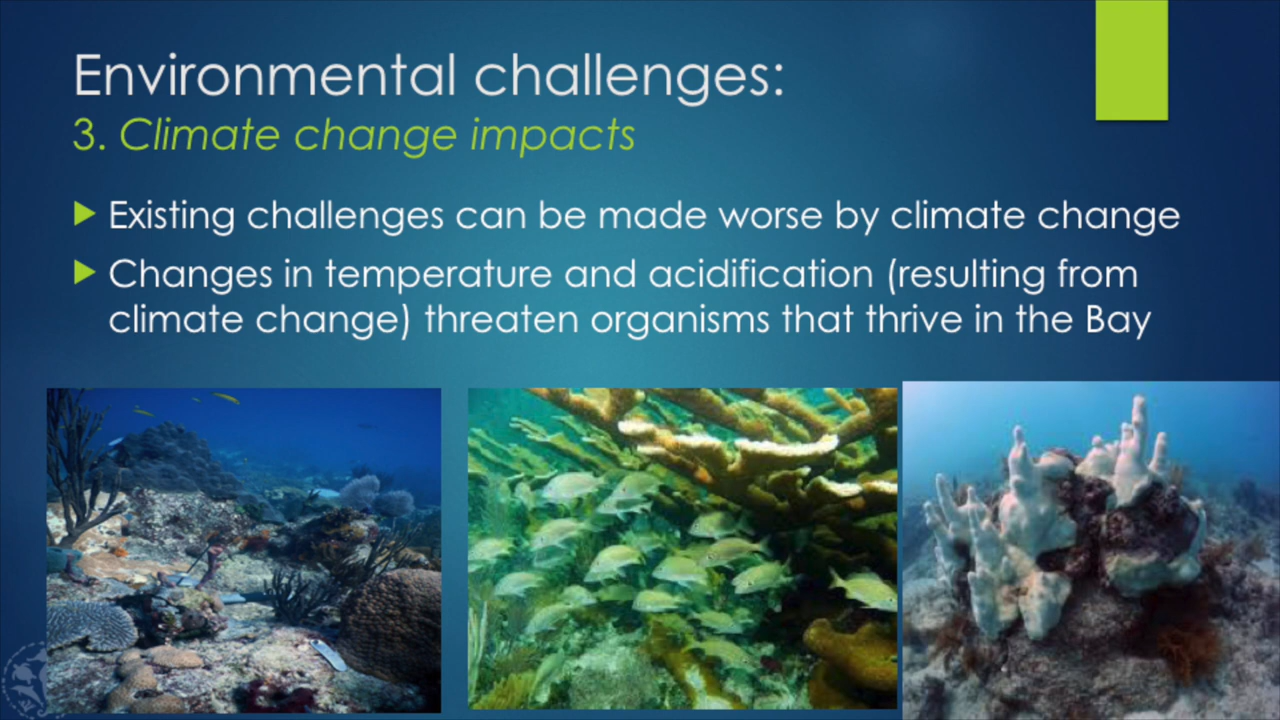 Environmental challenges:
3. Climate change impacts
Existing challenges can be made worse by climate change
Changes in temperature and acidification (resulting from
climate change) threaten organisms that thrive in the Bay